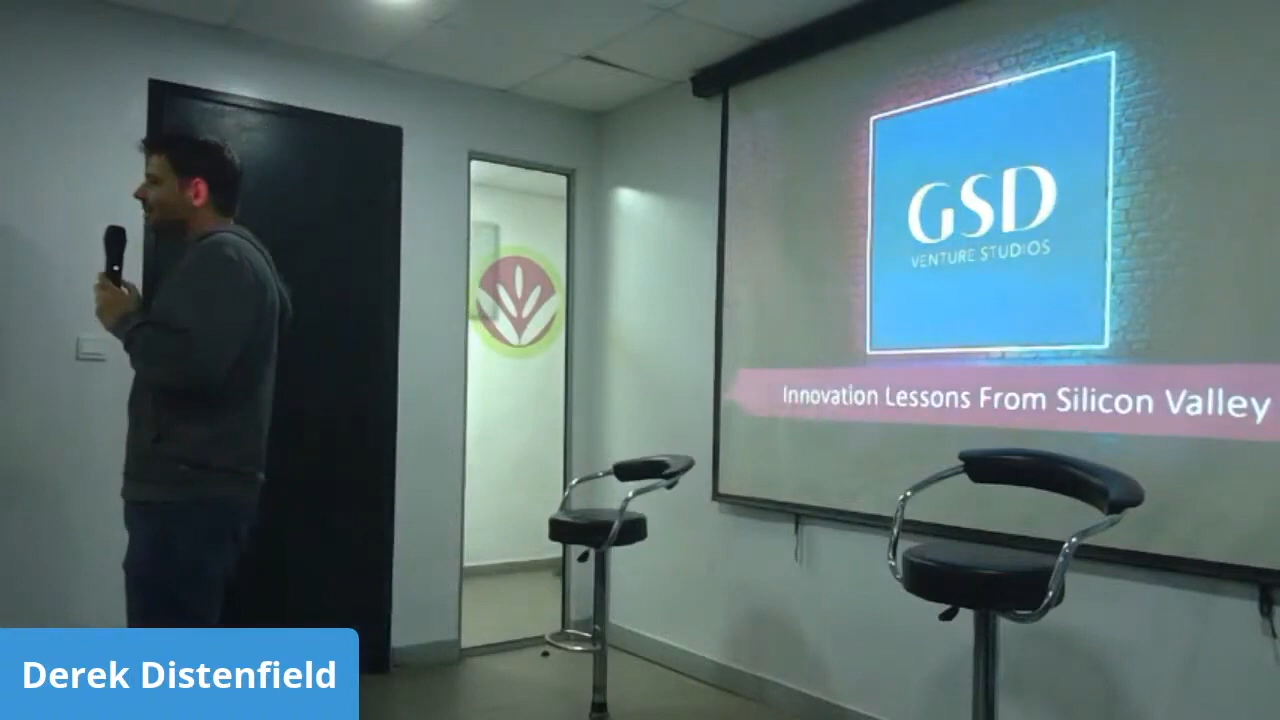 GSD
VENTURE STUDIOS
Innovation Lessons From Silicon Valley
Derek Distenfield